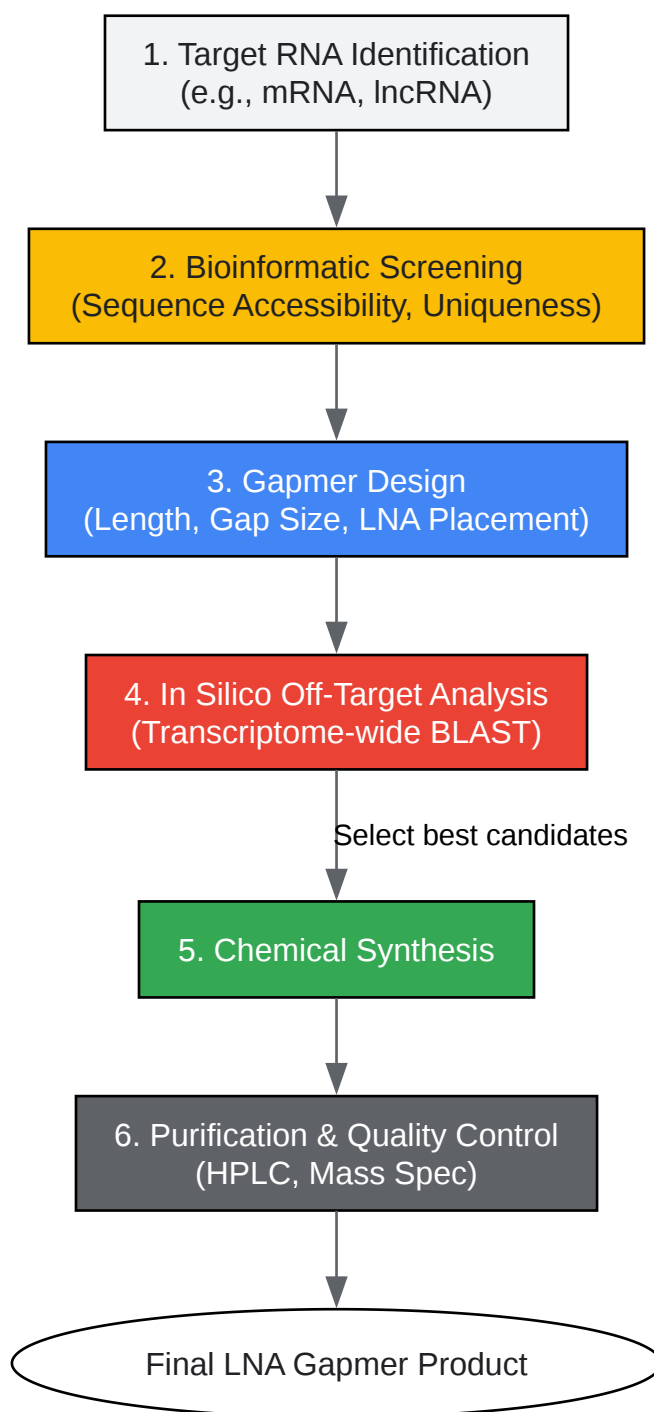 1. Target RNA Identification
(e.g., mRNA, lncRNA)
2. Bioinformatic Screening
(Sequence Accessibility, Uniqueness)
3. Gapmer Design
(Length, Gap Size, LNA Placement)
4. In Silico Off-Target Analysis
(Transcriptome-wide BLAST)
Select best candidates
5. Chemical Synthesis
6. Purification & Quality Control
(HPLC, Mass Spec)
Final LNA Gapmer Product